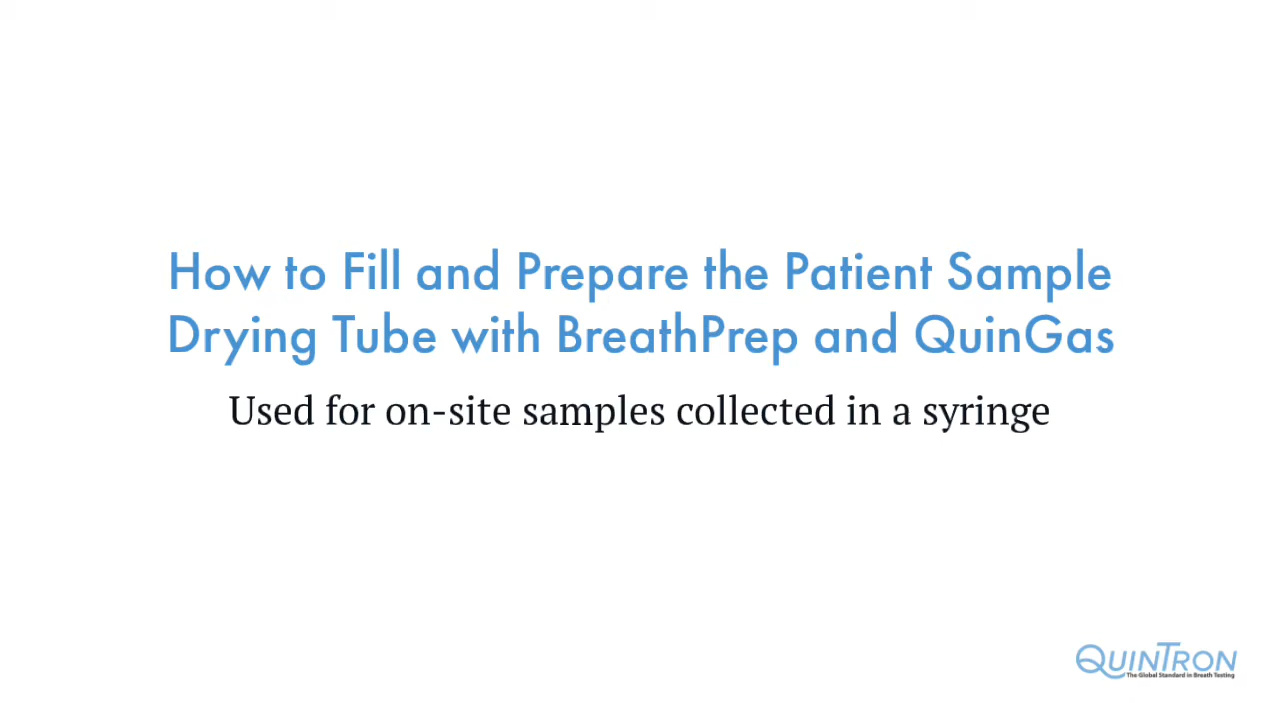 How to Fill and Prepare the Patient Sample
Drying Tube with BreathPrep and QuinGas
Used for on-site samples collected in a syringe
QUINTRON
The Global Standard in Breath Testing